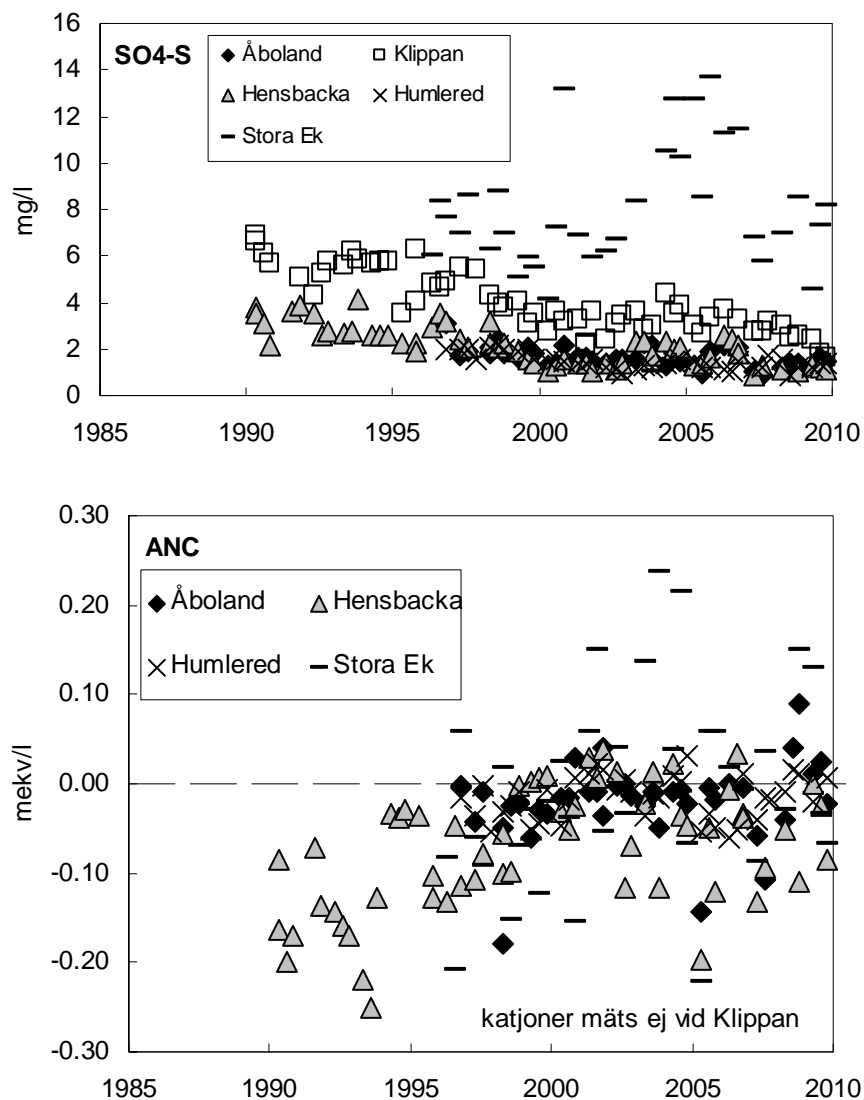 16
SO4-S
Åboland
Klippan
14
Hensbacka
Humlered
12
Stora Ek
10
mg/l
8
6
4
2
0
1985 1990 1995 2000 2005 2010
0.30
ANC
Åboland
Hensbacka
0.20
Humlered
Stora Ek
0.10
mekv/l
0.00
-0.10
-0.20
katjoner mäts ej vid Klippan
-0.30
1985 1990 1995 2000 2005 2010